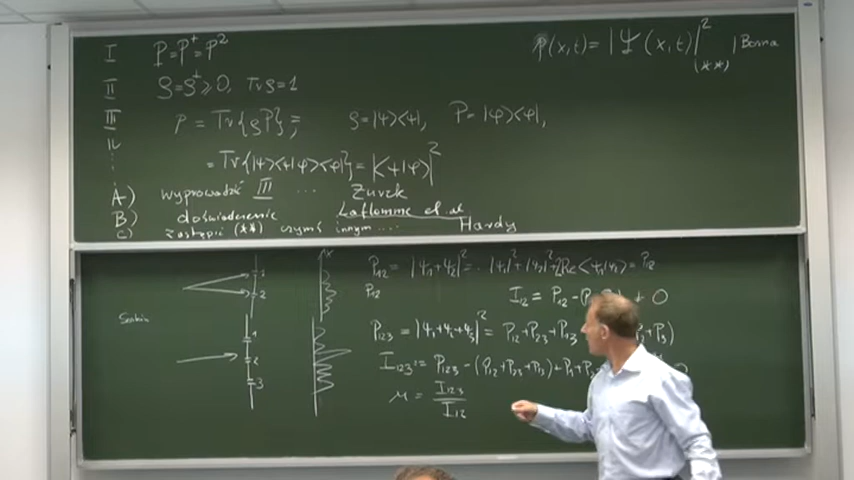 I P=P⁺=P²
p(x,t)=|Ψ(x,t)|² | Borna
(**)
II ρ=ρ⁺≥0, Trρ=1
III p = Tr{ρP} = ρ=|ψ><ψ|, P=|φ><φ|,
IV
= Tr{|ψ><ψ|φ><φ|} = |<ψ|φ>|²
A) wyprowadzić III ... Zurek
B) doświadczenie Laflamme et al
C) zastąpić (**) czymś innym ... Hardy
x
1
2
P₁₂ = |ψ₁+ψ₂|² = |ψ₁|²+|ψ₂|²+2Re<ψ₁|ψ₂> = P₁₂
P₁₂
I₁₂ = P₁₂-(P ≠ 0
1
2
3
P₁₂₃ = |ψ₁+ψ₂+ψ₃|² = P₁₂+P₂₃+P₁₃ +P₃)
I₁₂₃ = P₁₂₃ - (P₁₂+P₂₃+P₁₃)+P₁+P₂
μ = I₁₂₃ / I₁₂